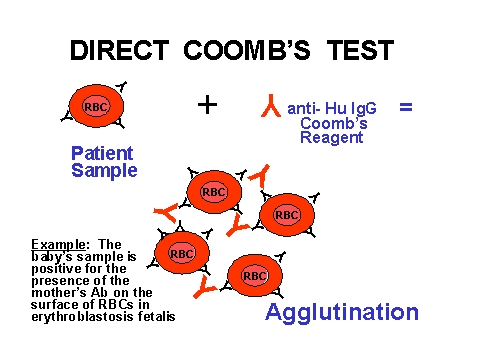 DIRECT COOMB'S TEST
RBC
+
anti- Hu IgG =
Coomb's
Reagent
Patient
Sample
RBC
RBC
RBC
RBC
Example: The
baby's sample is
positive for the
presence of the
mother's Ab on the
surface of RBCs in
erythroblastosis fetalis
Agglutination